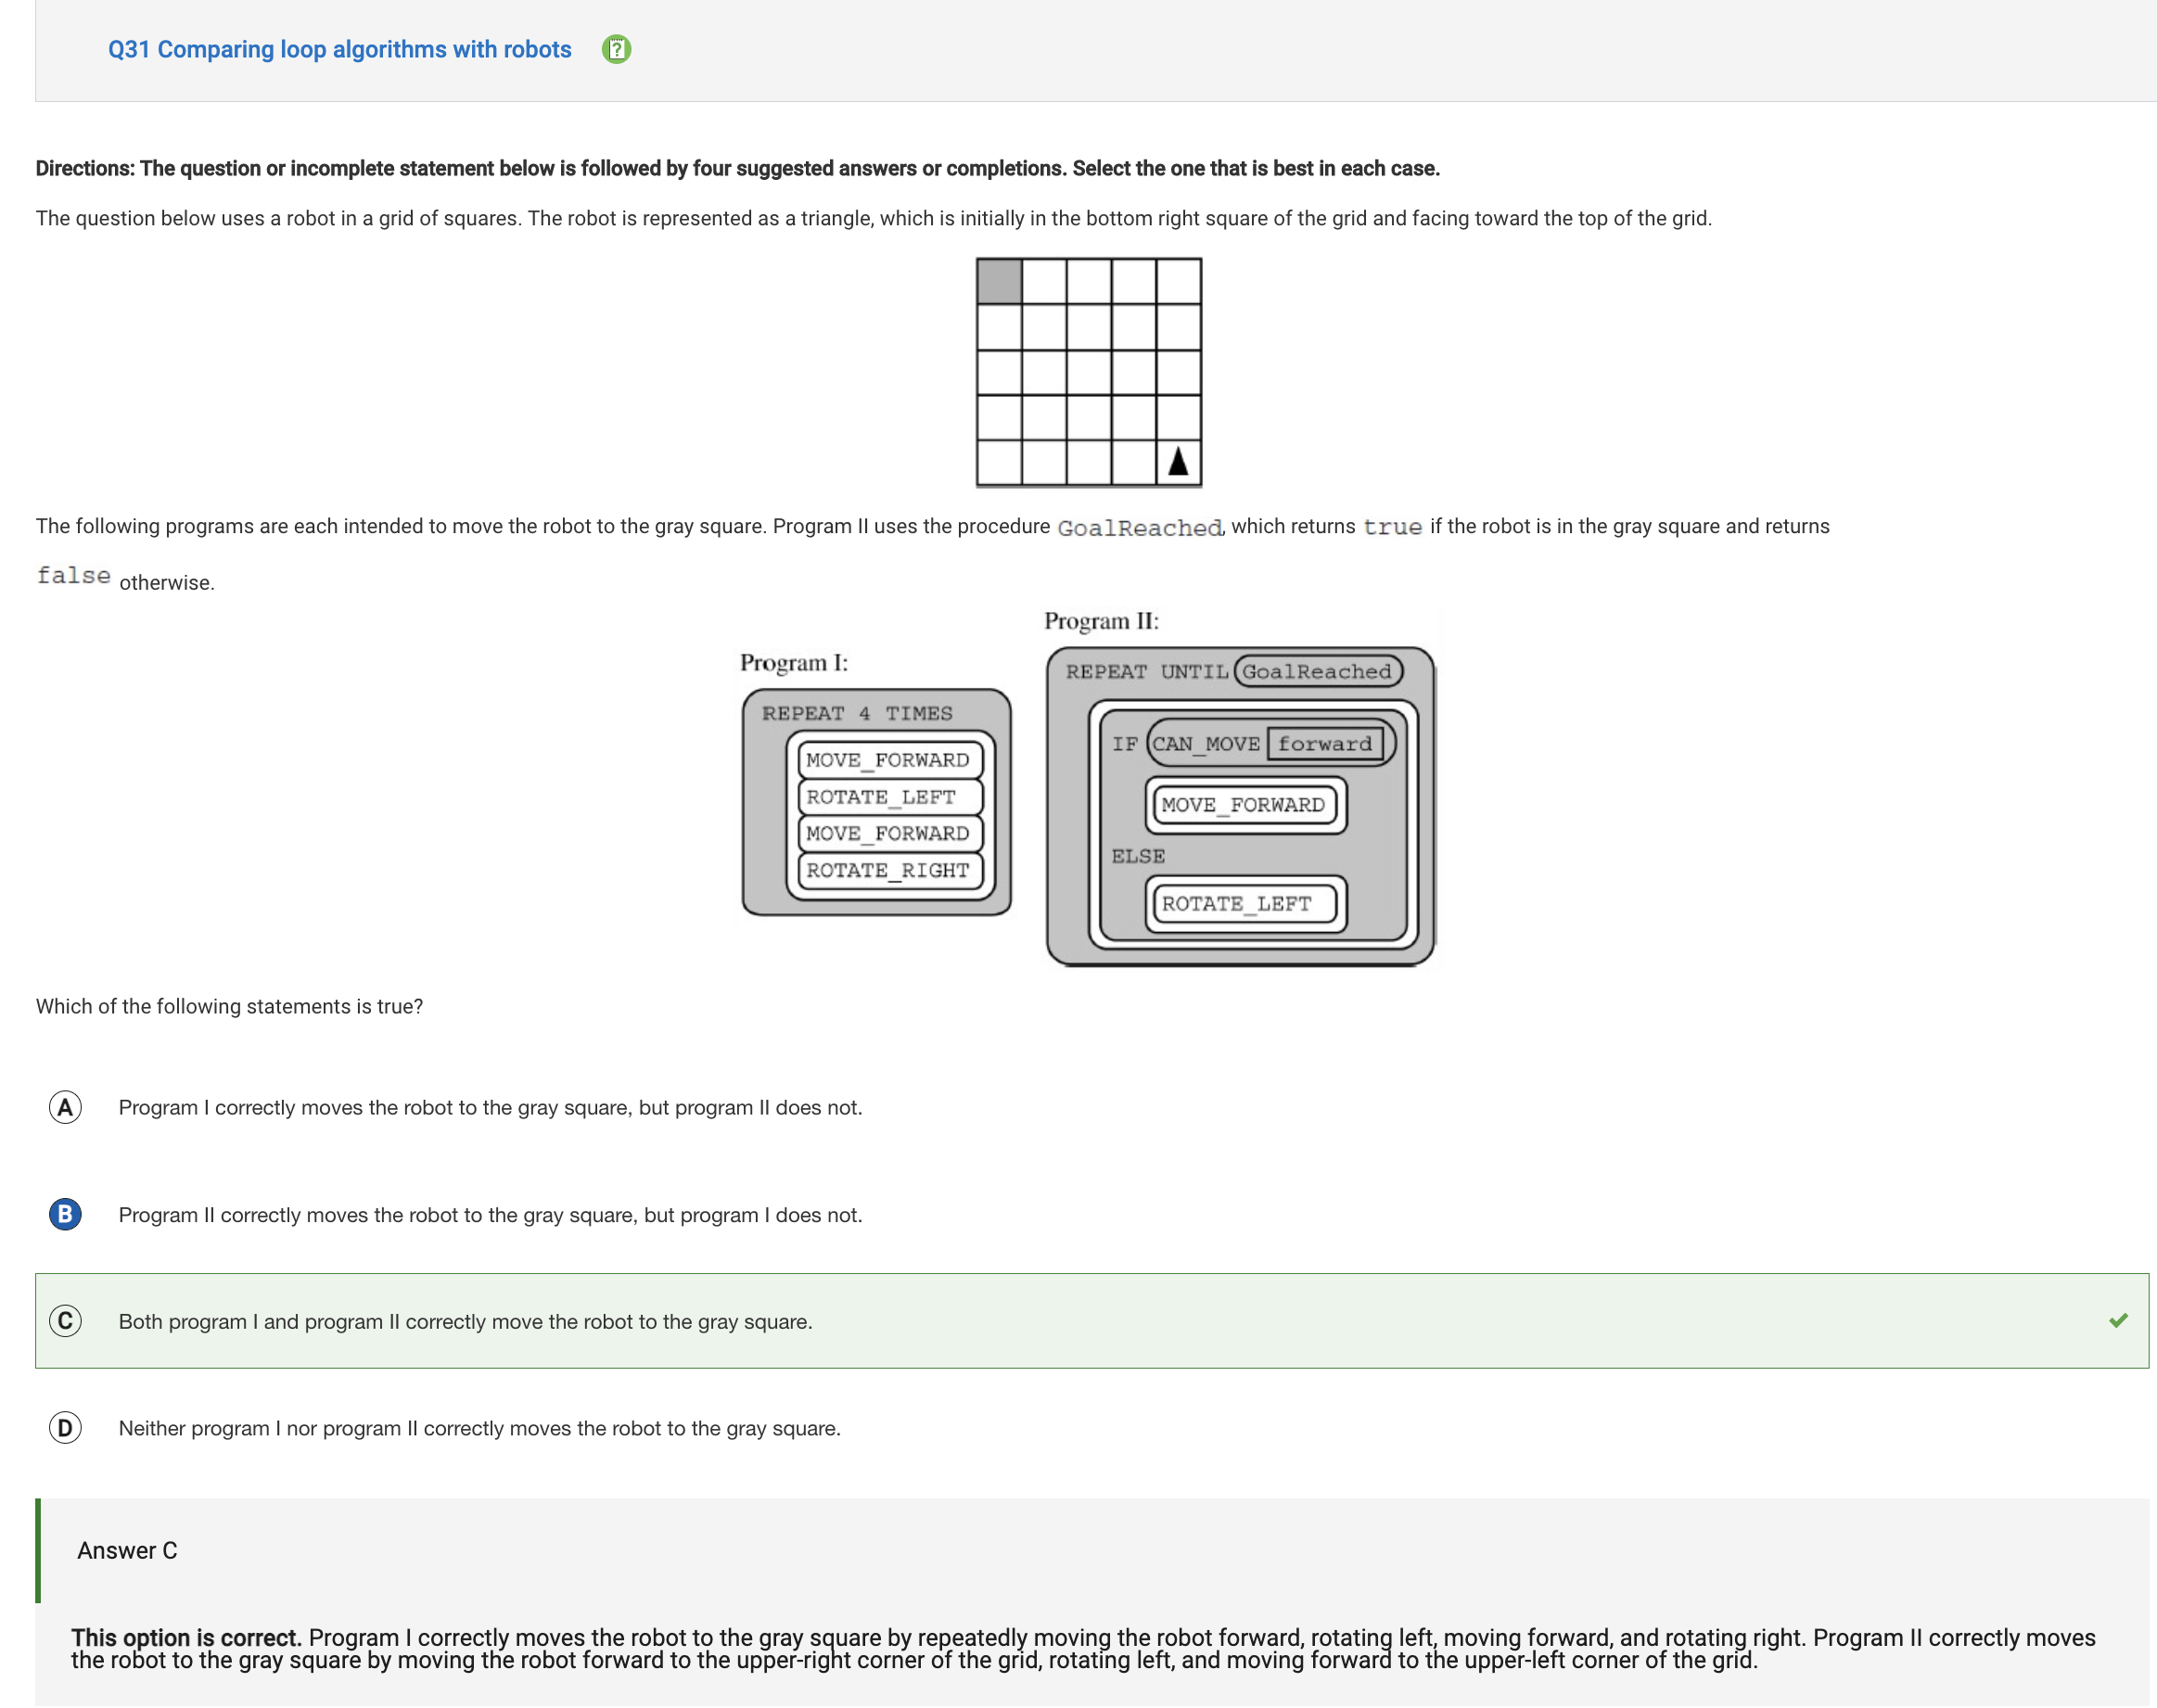 Q31 Comparing loop algorithms with robots
Directions: The question or incomplete statement below is followed by four suggested answers or completions. Select the one that is best in each case.
The question below uses a robot in a grid of squares. The robot is represented as a triangle, which is initially in the bottom right square of the grid and facing toward the top of the grid.
The following programs are each intended to move the robot to the gray square. Program II uses the procedure GoalReached, which returns true if the robot is in the gray square and returns
false otherwise.
Program I:
REPEAT 4 TIMES
MOVE_FORWARD
ROTATE_LEFT
MOVE_FORWARD
ROTATE_RIGHT
Program II:
REPEAT UNTIL GoalReached
IF CAN_MOVE forward
MOVE_FORWARD
ELSE
ROTATE_LEFT
Which of the following statements is true?
A Program I correctly moves the robot to the gray square, but program II does not.
B Program II correctly moves the robot to the gray square, but program I does not.
C Both program I and program II correctly move the robot to the gray square.
D Neither program I nor program II correctly moves the robot to the gray square.
Answer C
This option is correct. Program I correctly moves the robot to the gray square by repeatedly moving the robot forward, rotating left, moving forward, and rotating right. Program II correctly moves
the robot to the gray square by moving the robot forward to the upper-right corner of the grid, rotating left, and moving forward to the upper-left corner of the grid.